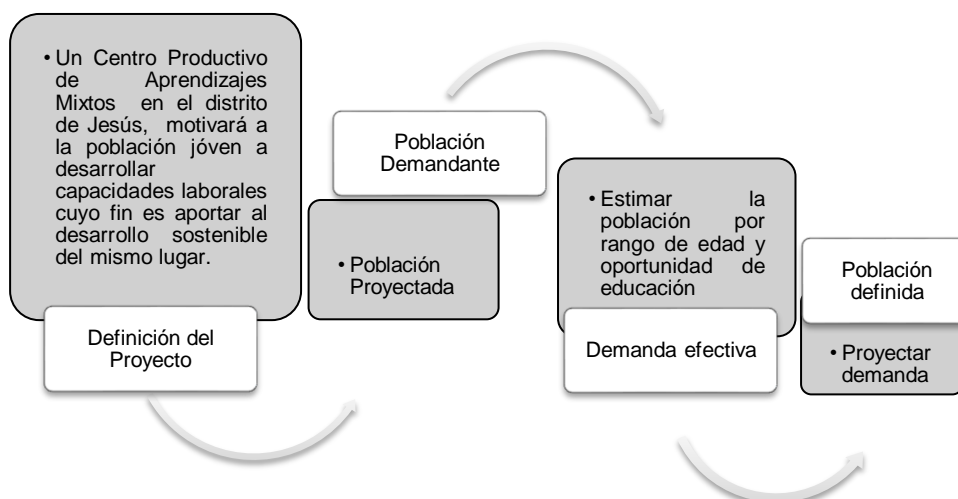 • Un Centro Productivo
de Aprendizajes
Mixtos en el distrito
de Jesús, motivará a
la población jóven a
desarrollar
capacidades laborales
cuyo fin es aportar al
desarrollo sostenible
del mismo lugar.
Definición del
Proyecto
Población
Demandante
• Población
Proyectada
• Estimar la
población por
rango de edad y
oportunidad de
educación
Demanda efectiva
Población
definida
• Proyectar
demanda